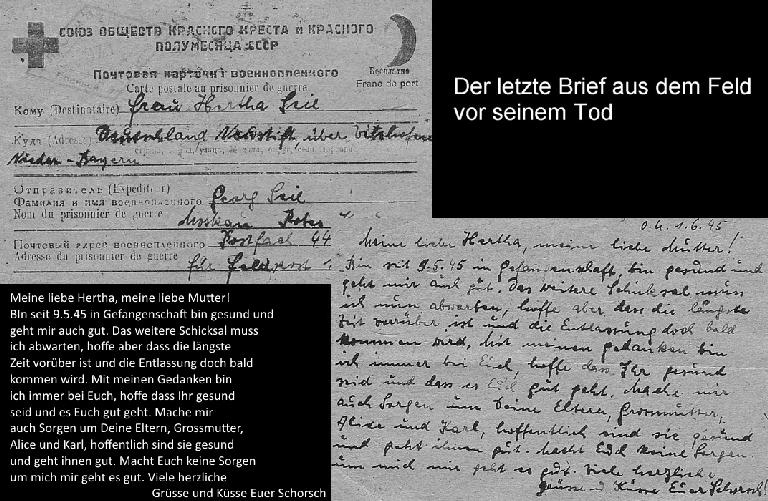 СОЮЗ ОБЩЕСТВ КРАСНОГО КРЕСТА и КРАСНОГО
ПОЛУМЕСЯЦА СССР
Почтовая карточка военнопленного
Carte postale du prisonnier de guerre
Бесплатно
Franc de port
Кому (Destinataire) Frau Hertha Seil
Куда (Adresse) Deutschland Neustift über Vilshofen
Nieder-Bayern
Отправитель (Expéditeur)
Фамилия и имя военнопленного Georg Seil
Nom du prisonnier de guerre
Moskau Rotes
Почтовый адрес военнопленного Postfach 44
Adresse du prisonnier de guerre
Der letzte Brief aus dem Feld
vor seinem Tod
1.6.45
Meine liebe Hertha, meine liebe Mutter!
Bin seit 9.5.45 in Gefangenschaft, bin gesund und
geht mir auch gut. Das weitere Schicksal muss
ich nun abwarten, hoffe aber dass die längste
Zeit vorüber ist und die Entlassung doch bald
kommen wird. Mit meinen Gedanken bin
ich immer bei Euch, hoffe dass Ihr gesund
seid und dass es Euch gut geht. Mache mir
auch Sorgen um Deine Eltern, Grossmutter,
Alice und Karl, hoffentlich sind sie gesund
und geht ihnen gut. Macht Euch keine Sorgen
um mich mir geht es gut. Viele herzliche
Grüsse und Küsse Euer Schorsch!
Meine liebe Hertha, meine liebe Mutter!
BIn seit 9.5.45 in Gefangenschaft bin gesund und
geht mir auch gut. Das weitere Schicksal muss
ich abwarten, hoffe aber dass die längste
Zeit vorüber ist und die Entlassung doch bald
kommen wird. Mit meinen Gedanken bin
ich immer bei Euch, hoffe dass Ihr gesund
seid und es Euch gut geht. Mache mir
auch Sorgen um Deine Eltern, Grossmutter,
Alice und Karl, hoffentlich sind sie gesund
und geht ihnen gut. Macht Euch keine Sorgen
um mich mir geht es gut. Viele herzliche
Grüsse und Küsse Euer Schorsch